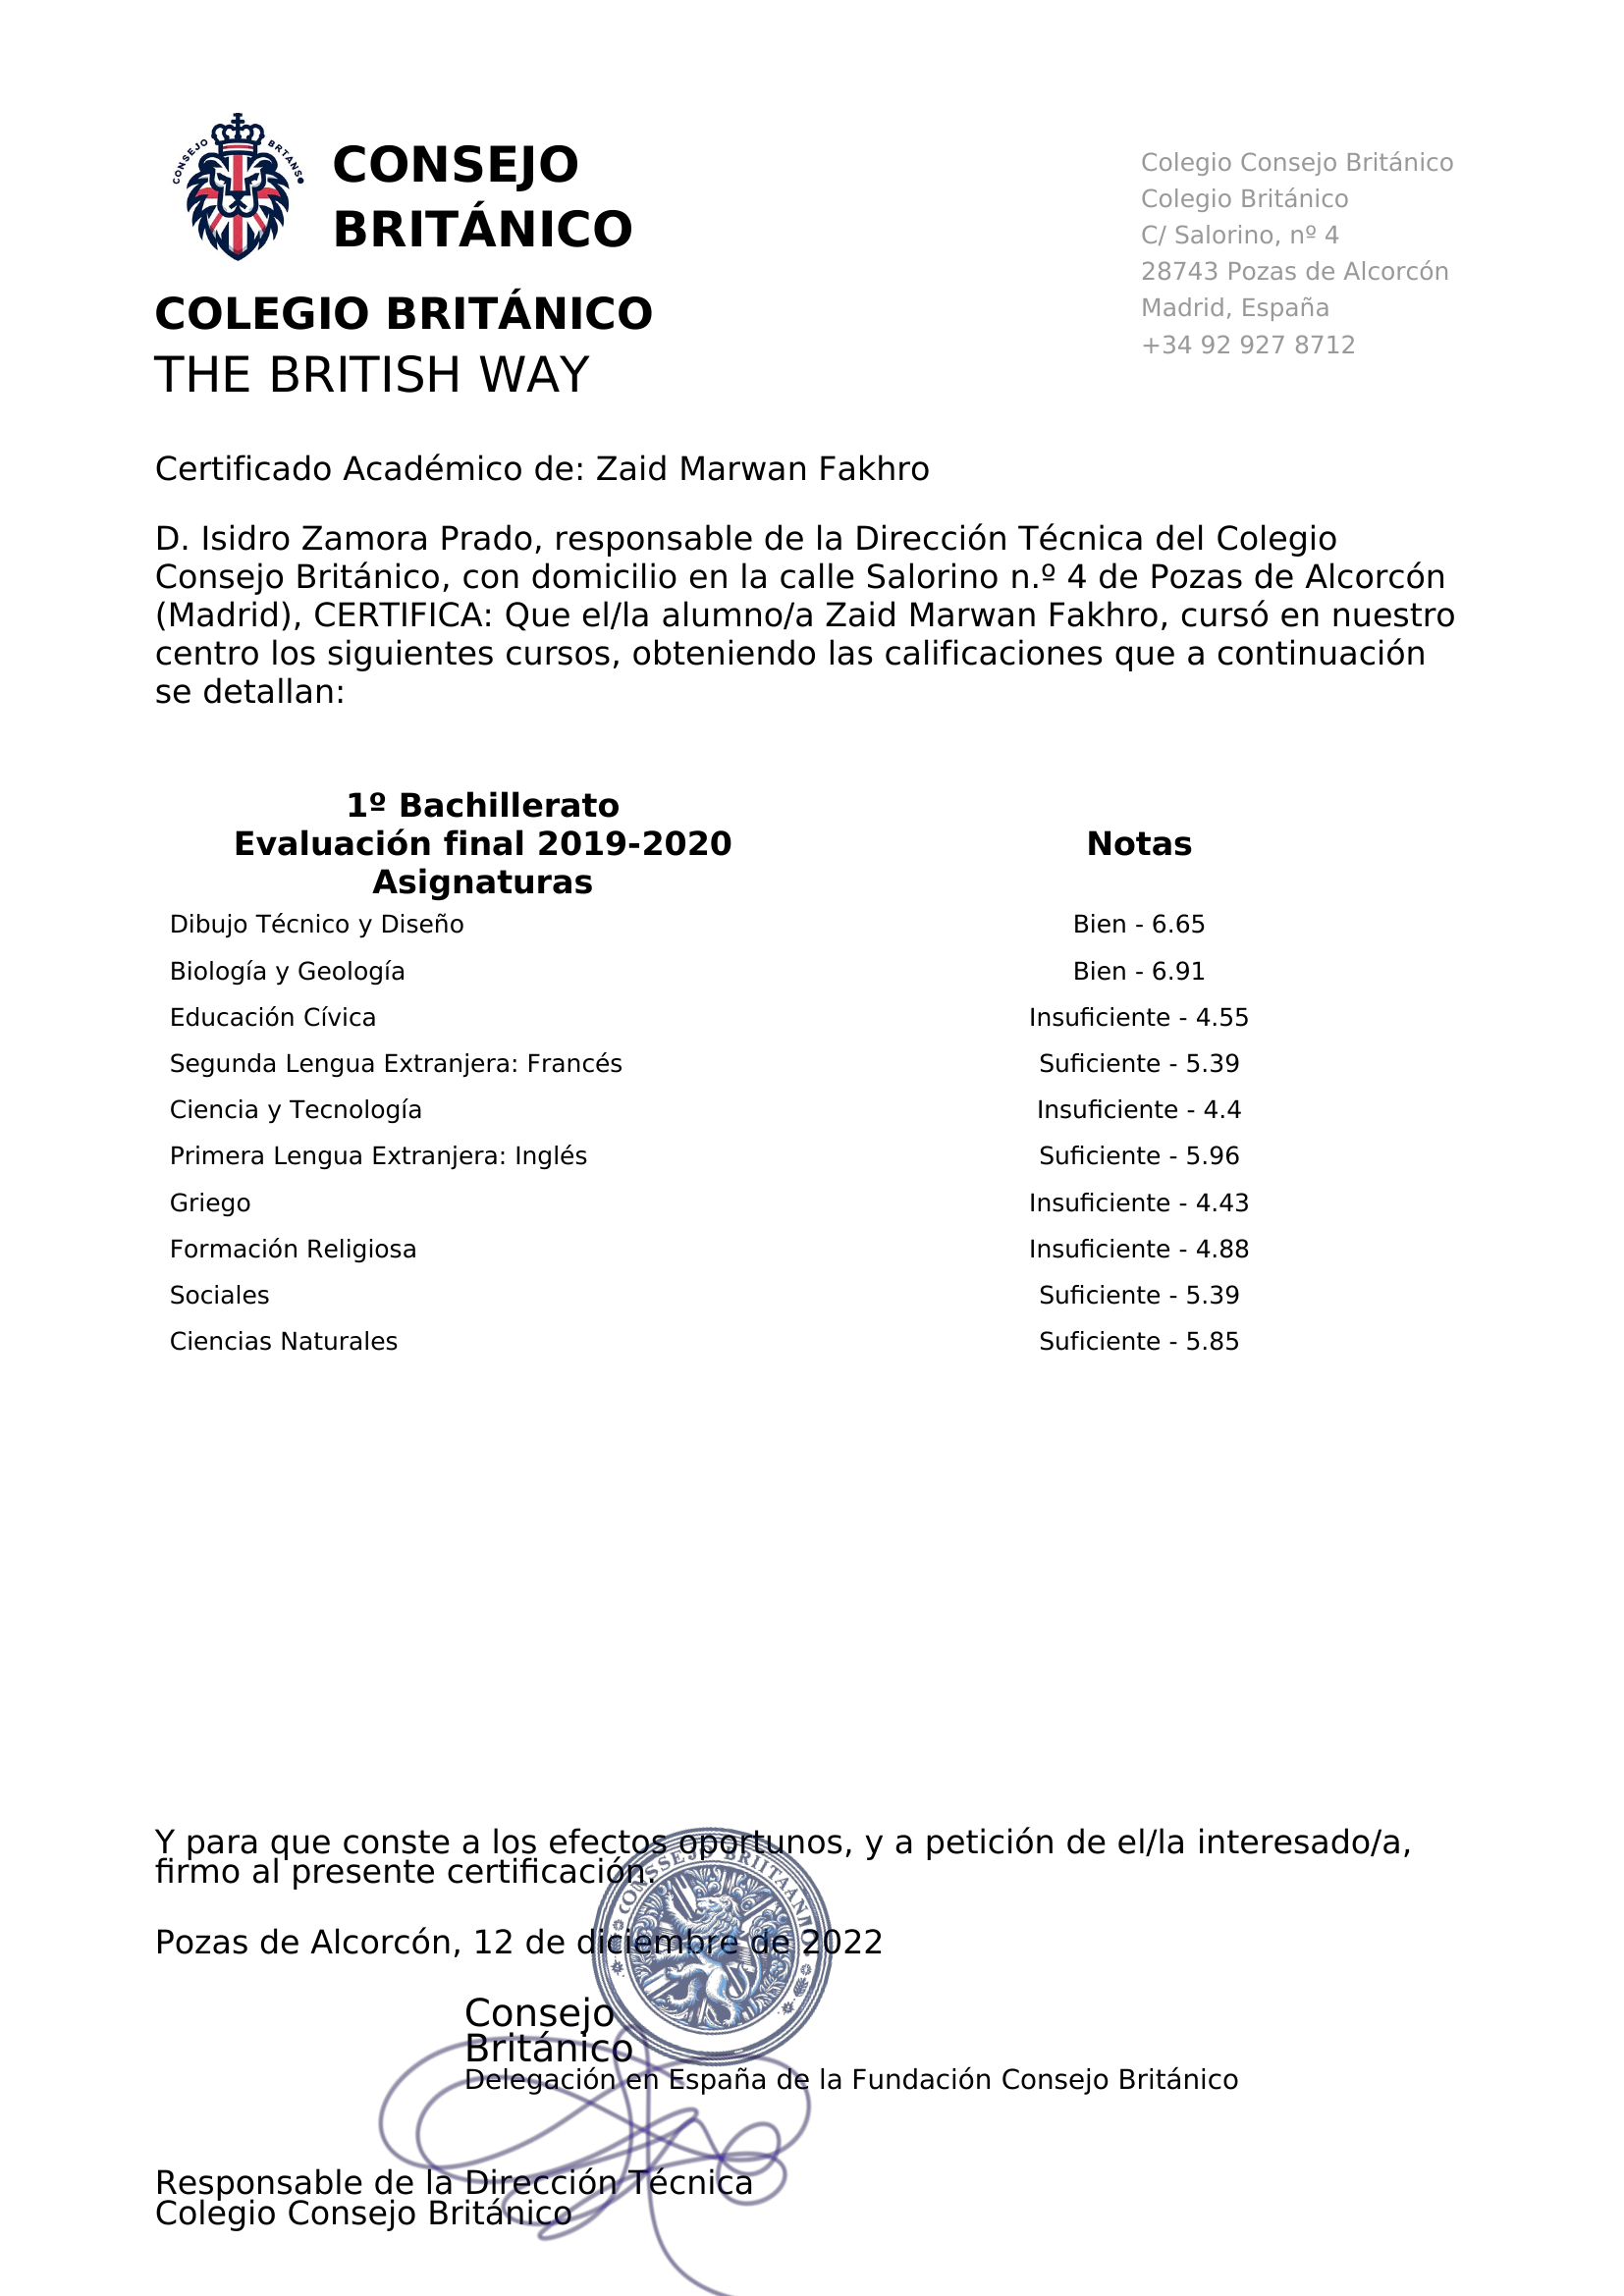 CONSEJO BRTANS
CONSEJO
BRITÁNICO
COLEGIO BRITÁNICO
THE BRITISH WAY
Colegio Consejo Británico
Colegio Británico
C/ Salorino, nº 4
28743 Pozas de Alcorcón
Madrid, España
+34 92 927 8712
Certificado Académico de: Zaid Marwan Fakhro
D. Isidro Zamora Prado, responsable de la Dirección Técnica del Colegio
Consejo Británico, con domicilio en la calle Salorino n.º 4 de Pozas de Alcorcón
(Madrid), CERTIFICA: Que el/la alumno/a Zaid Marwan Fakhro, cursó en nuestro
centro los siguientes cursos, obteniendo las calificaciones que a continuación
se detallan:
1º Bachillerato
Evaluación final 2019-2020 Notas
Asignaturas
Dibujo Técnico y Diseño Bien - 6.65
Biología y Geología Bien - 6.91
Educación Cívica Insuficiente - 4.55
Segunda Lengua Extranjera: Francés Suficiente - 5.39
Ciencia y Tecnología Insuficiente - 4.4
Primera Lengua Extranjera: Inglés Suficiente - 5.96
Griego Insuficiente - 4.43
Formación Religiosa Insuficiente - 4.88
Sociales Suficiente - 5.39
Ciencias Naturales Suficiente - 5.85
Y para que conste a los efectos oportunos, y a petición de el/la interesado/a,
firmo al presente certificación.
Pozas de Alcorcón, 12 de diciembre de 2022
Consejo
Británico
Delegación en España de la Fundación Consejo Británico
Responsable de la Dirección Técnica
Colegio Consejo Británico